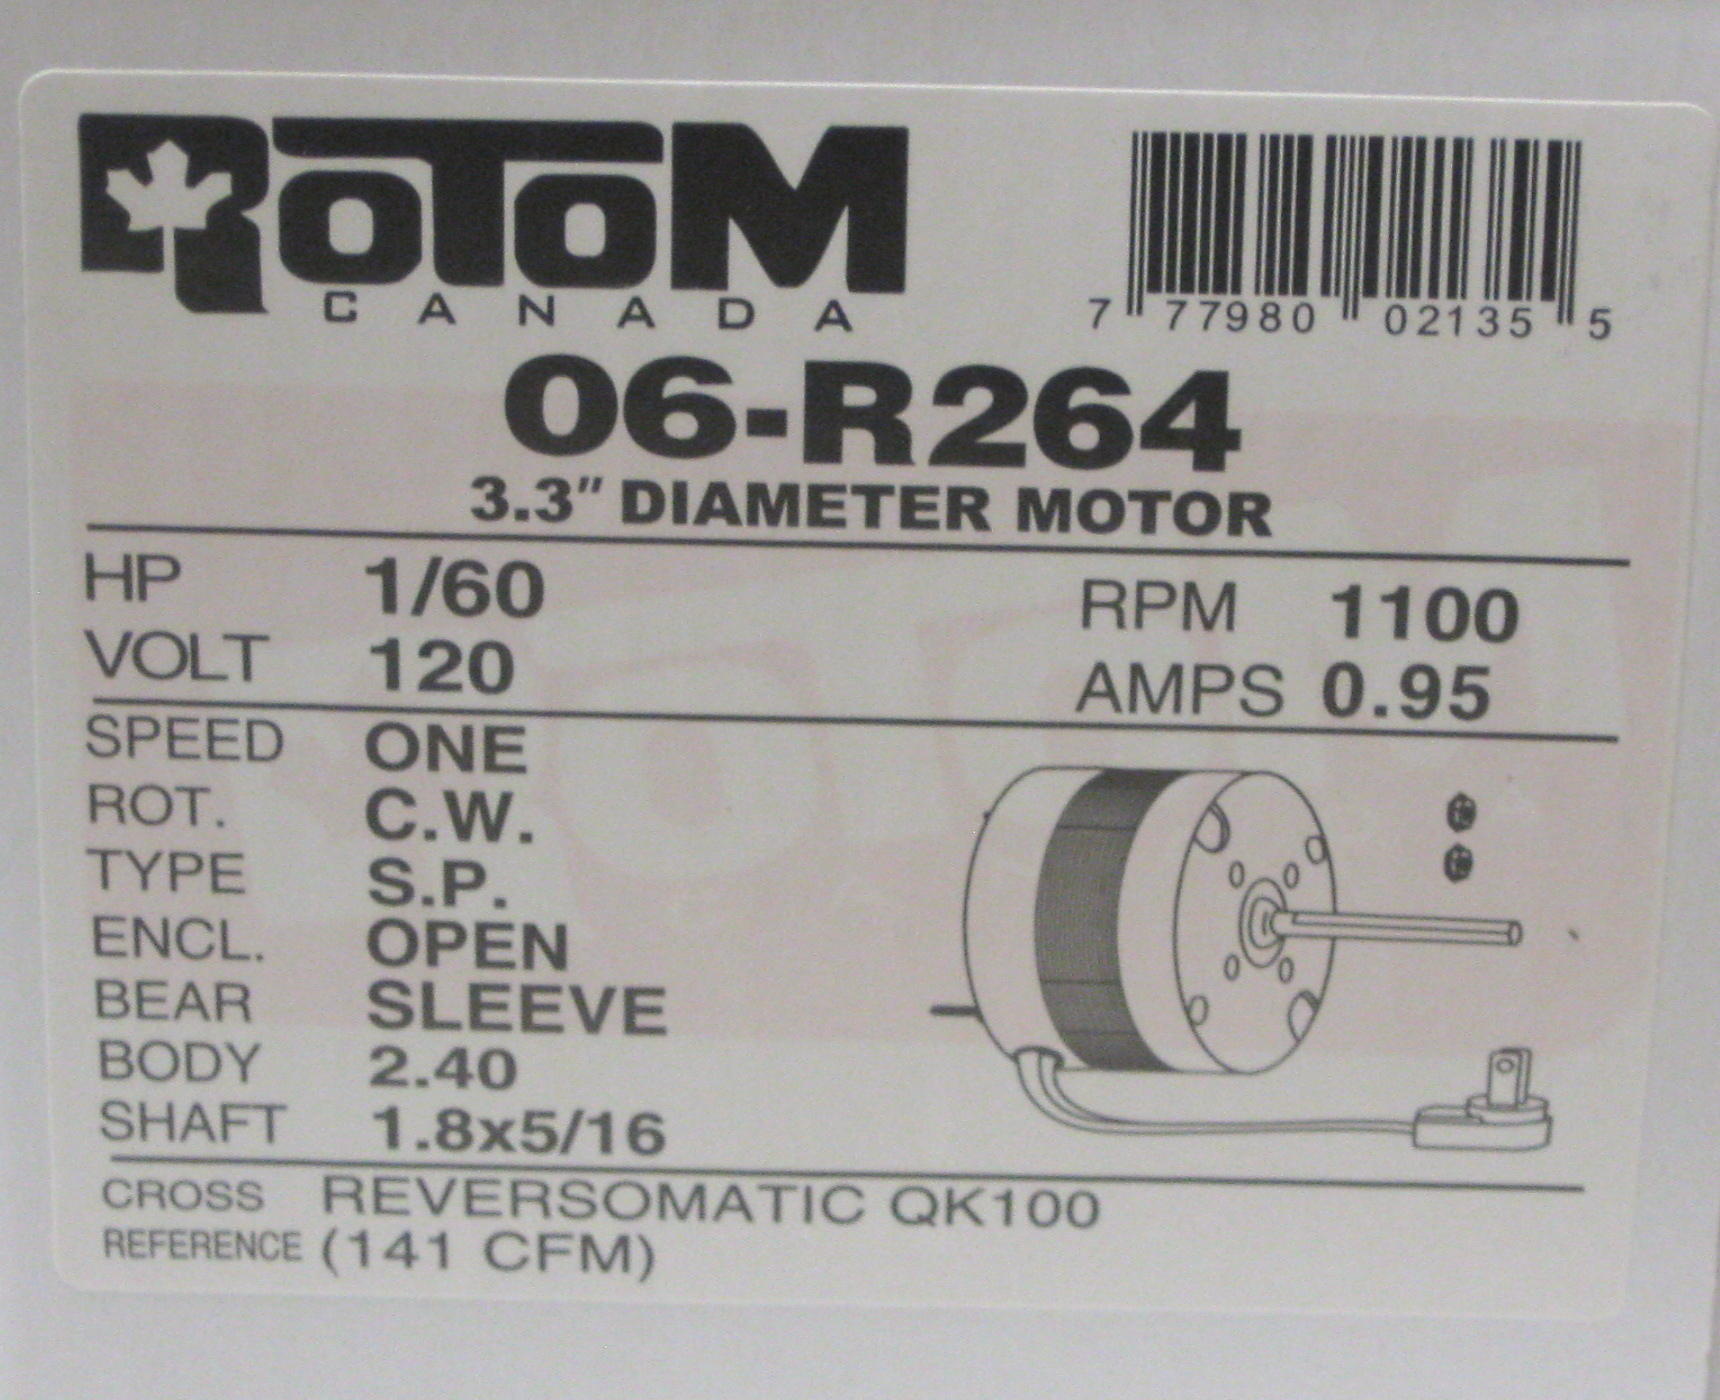 ROTOM
CANADA
7 77980 02135 5
06-R264
3.3" DIAMETER MOTOR
HP 1/60 RPM 1100
VOLT 120 AMPS 0.95
SPEED ONE
ROT. C.W.
TYPE S.P.
ENCL. OPEN
BEAR SLEEVE
BODY 2.40
SHAFT 1.8x5/16
CROSS REFERENCE REVERSOMATIC QK100
(141 CFM)